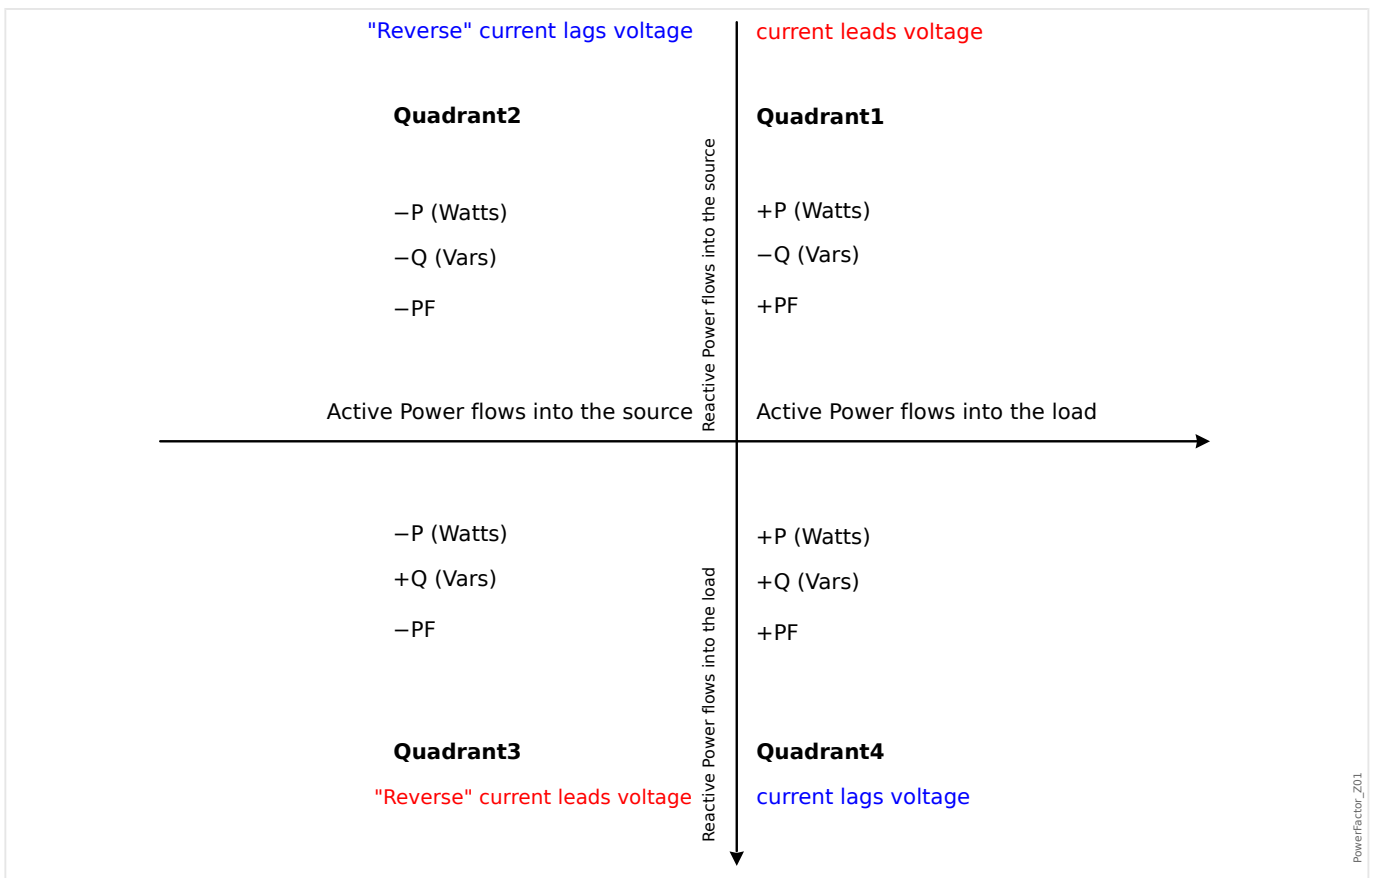 "Reverse" current lags voltage
current leads voltage
Quadrant2
Quadrant1
Reactive Power flows into the source
−P (Watts)
−Q (Vars)
−PF
+P (Watts)
−Q (Vars)
+PF
Active Power flows into the source
Active Power flows into the load
−P (Watts)
+Q (Vars)
−PF
+P (Watts)
+Q (Vars)
+PF
Reactive Power flows into the load
Quadrant3
Quadrant4
"Reverse" current leads voltage
current lags voltage
PowerFactor_Z01